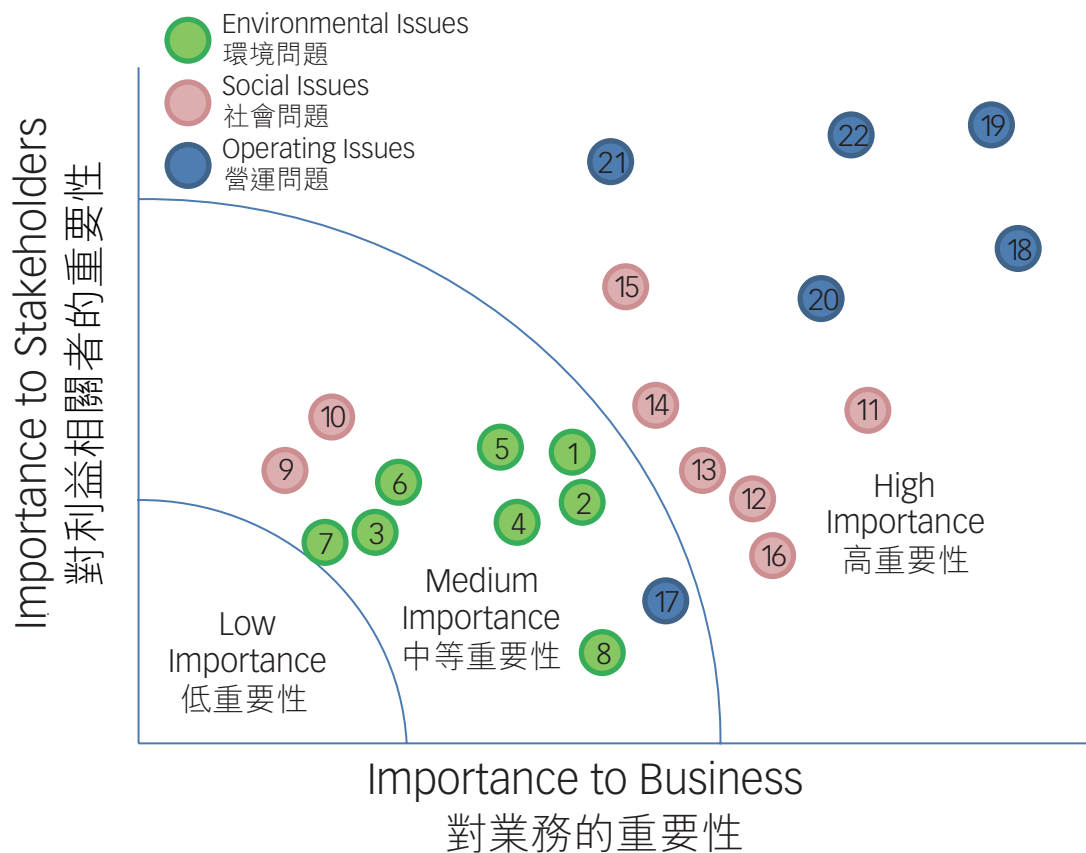 Environmental Issues
環境問題
Social Issues
社會問題
Operating Issues
營運問題
Importance to Stakeholders
對利益相關者的重要性
19
22
21
18
15
20
14
11
10
5
1
9
13
6
2
12
4
3
7
16
17
8
High
Importance
高重要性
Medium
Importance
中等重要性
Low
Importance
低重要性
Importance to Business
對業務的重要性